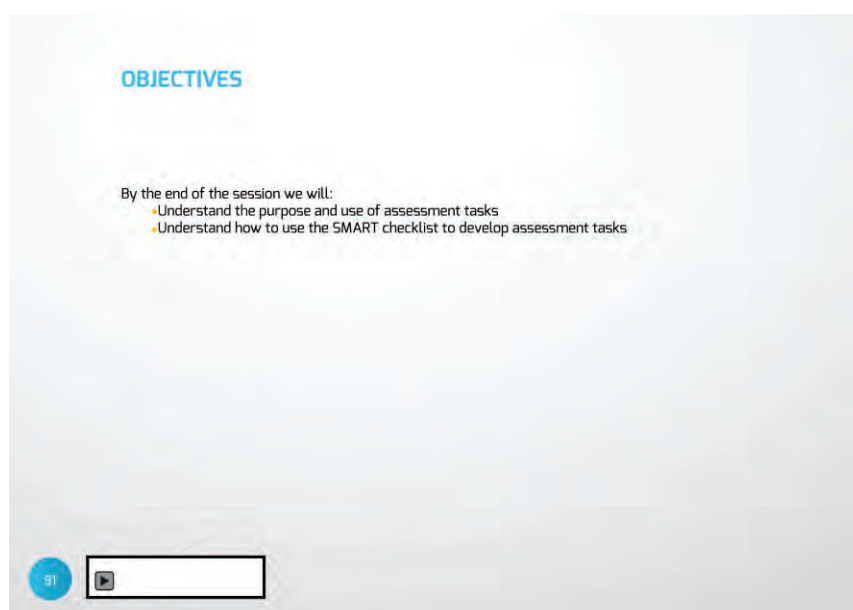 OBJECTIVES
By the end of the session we will:
•Understand the purpose and use of assessment tasks
•Understand how to use the SMART checklist to develop assessment tasks
91